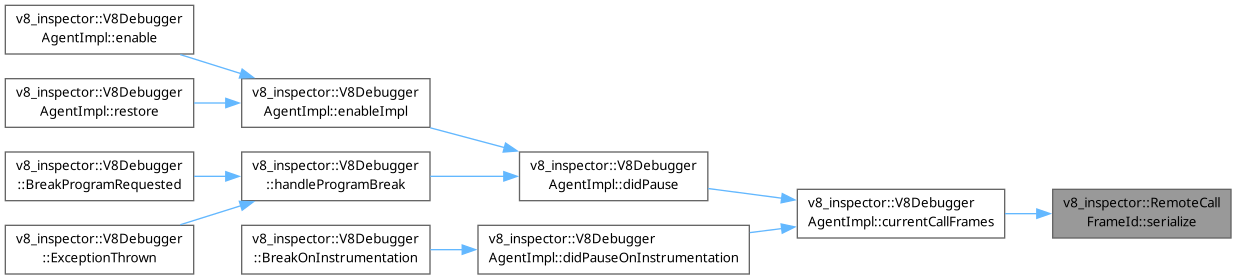 v8_inspector::V8Debugger
AgentImpl::enable
v8_inspector::V8Debugger
AgentImpl::restore
v8_inspector::V8Debugger
::BreakProgramRequested
v8_inspector::V8Debugger
::ExceptionThrown
v8_inspector::V8Debugger
AgentImpl::enableImpl
v8_inspector::V8Debugger
::handleProgramBreak
v8_inspector::V8Debugger
::BreakOnInstrumentation
v8_inspector::V8Debugger
AgentImpl::didPause
v8_inspector::V8Debugger
AgentImpl::didPauseOnInstrumentation
v8_inspector::V8Debugger
AgentImpl::currentCallFrames
v8_inspector::RemoteCall
FrameId::serialize